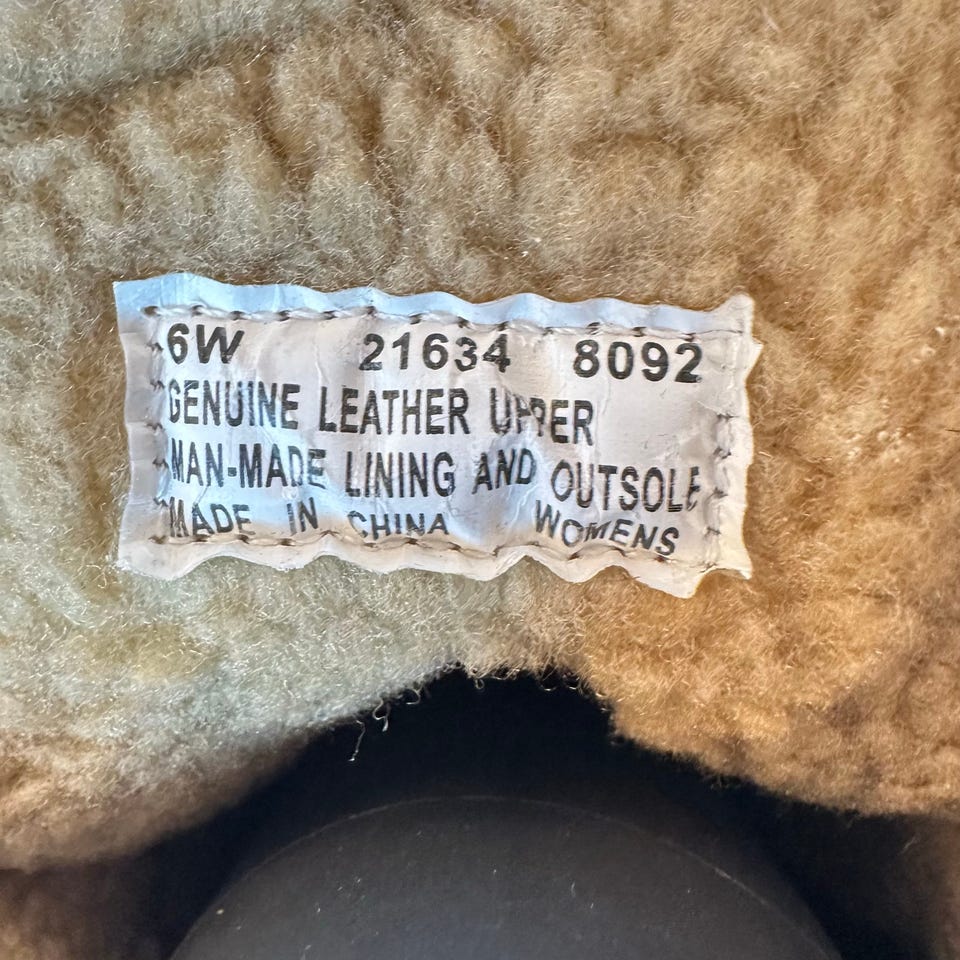 6W 21634 8092
GENUINE LEATHER UPPER
MAN-MADE LINING AND OUTSOLE
MADE IN CHINA WOMENS